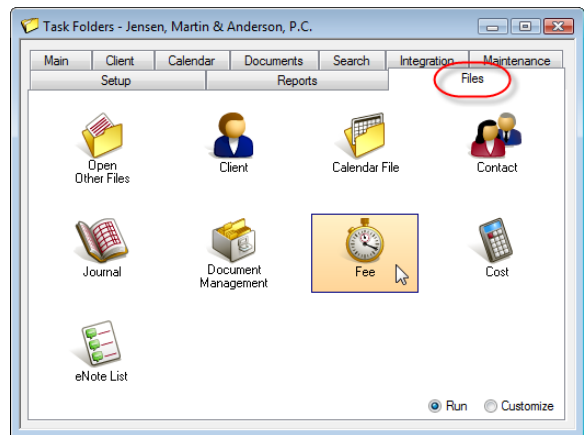 Task Folders - Jensen, Martin & Anderson, P.C.
Main Client Calendar Documents Search Integration Maintenance
Setup Reports Files
Open
Other Files
Client
Calendar File
Contact
Journal
Document
Management
Fee
Cost
eNote List
Run Customize